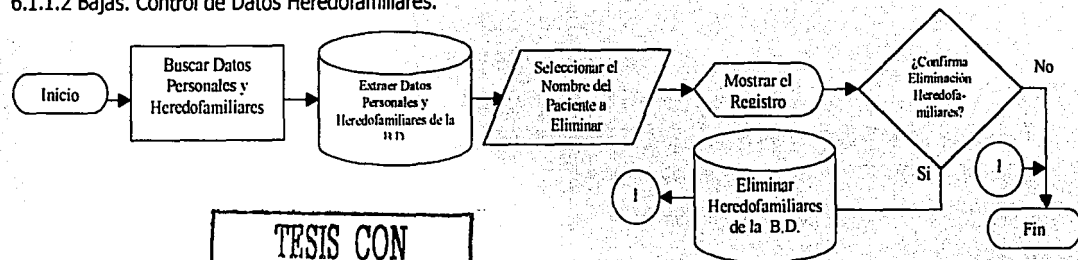 6.1.1.2 Bajas. Control de Datos Heredofamiliares.
Inicio
Buscar Datos
Personales y
Heredofamiliares
Extraer Datos
Personales y
Heredofamiliares de la
B.D.
Seleccionar el
Nombre del
Paciente a
Eliminar
Mostrar el
Registro
¿Confirma
Eliminación
Heredofa-
miliares?
No
Si
Eliminar
Heredofamiliares
de la B.D.
1
1
Fin
TESIS CON